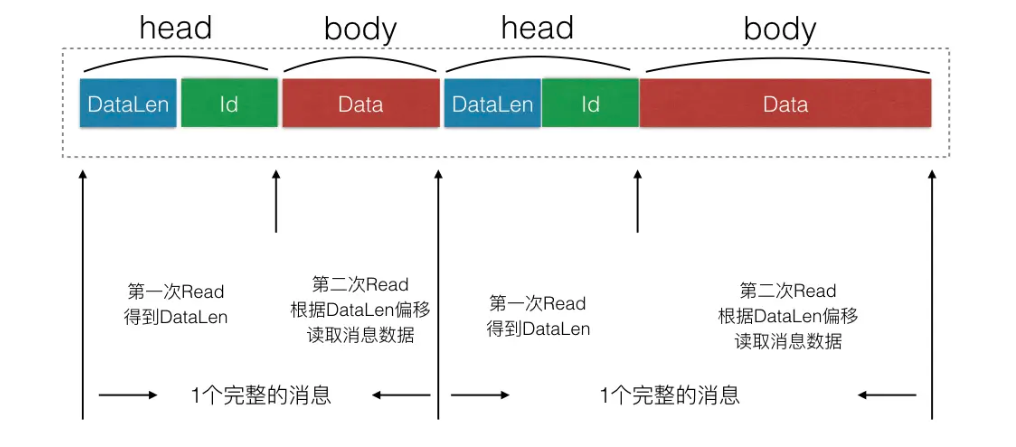 head
body
head
body
DataLen
Id
Data
DataLen
Id
Data
第一次Read
得到DataLen
第二次Read
根据DataLen偏移
读取消息数据
第一次Read
得到DataLen
第二次Read
根据DataLen偏移
读取消息数据
1个完整的消息
1个完整的消息